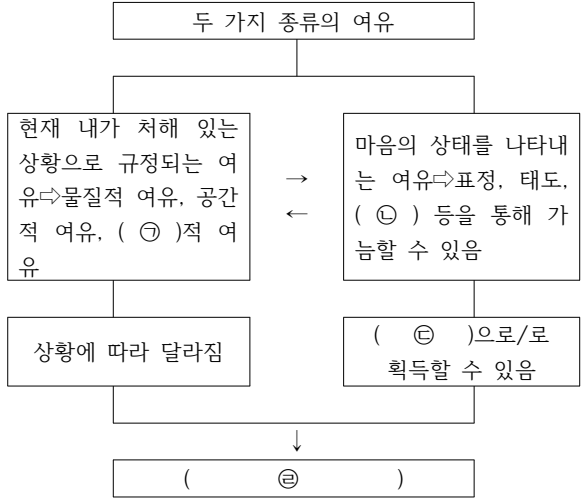 두 가지 종류의 여유
현재 내가 처해 있는
상황으로 규정되는 여
유⇨물질적 여유, 공간
적 여유, ( ㉠ )적 여
유
→
←
마음의 상태를 나타내
는 여유⇨표정, 태도,
( ㉡ ) 등을 통해 가
늠할 수 있음
상황에 따라 달라짐
( ㉢ )으로/로
획득할 수 있음
↓
( ㉣ )